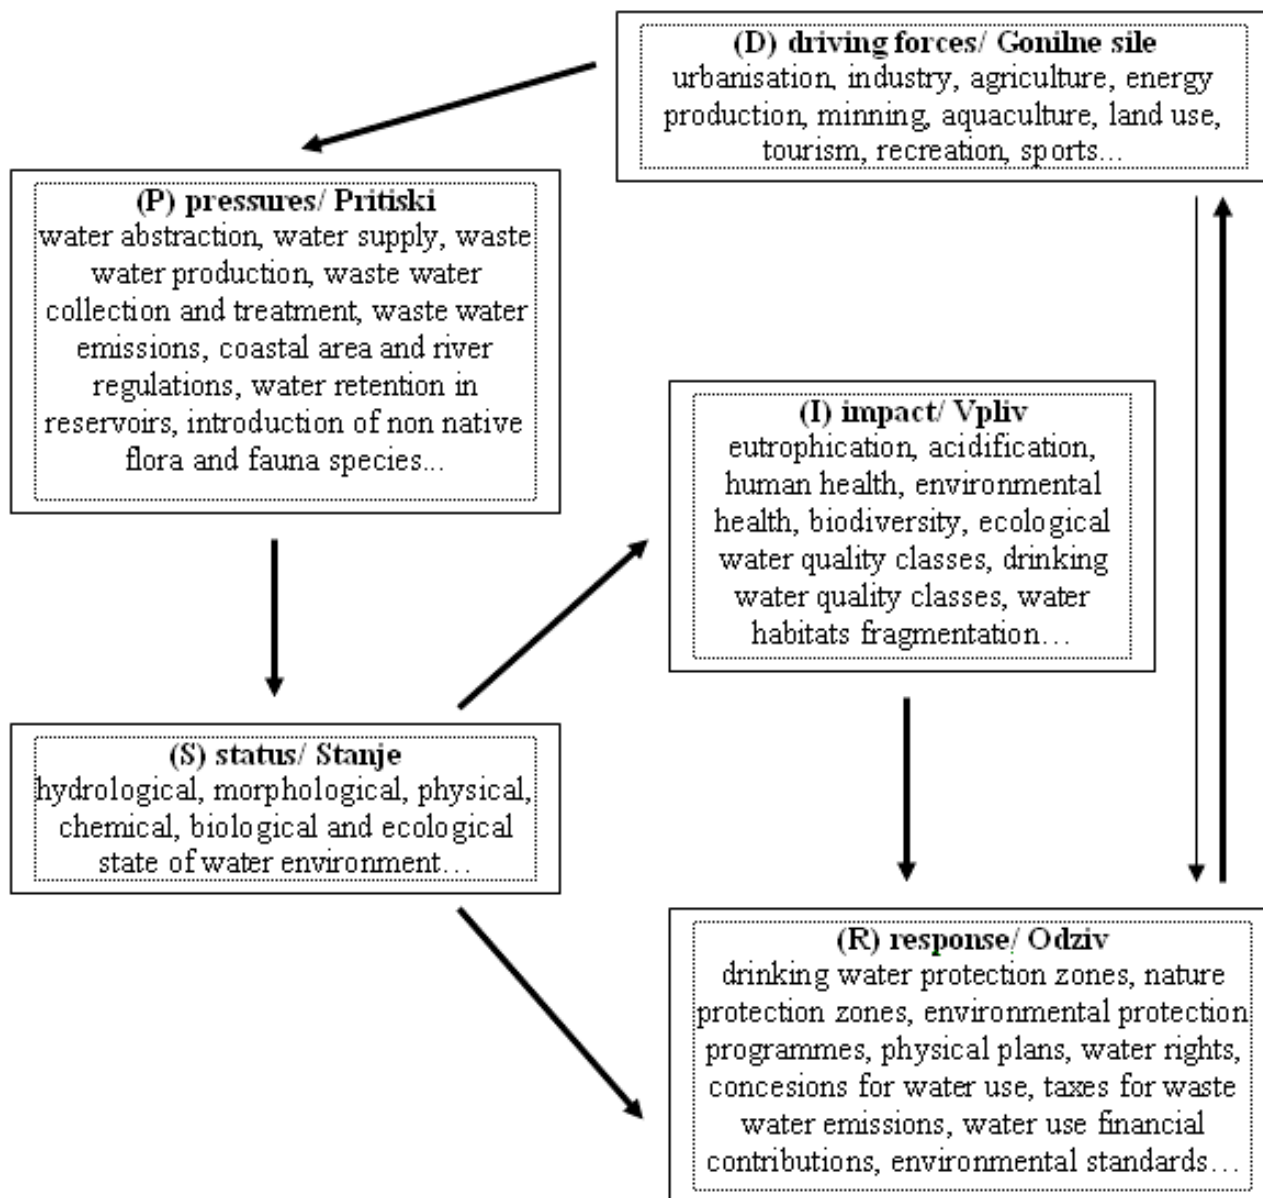 (D) driving forces/ Gonilne sile
urbanisation, industry, agriculture, energy
production, minning, aquaculture, land use,
tourism, recreation, sports...
(P) pressures/ Pritiski
water abstraction, water supply, waste
water production, waste water
collection and treatment, waste water
emissions, coastal area and river
regulations, water retention in
reservoirs, introduction of non native
flora and fauna species...
(I) impact/ Vpliv
eutrophication, acidification,
human health, environmental
health, biodiversity, ecological
water quality classes, drinking
water quality classes, water
habitats fragmentation…
(S) status/ Stanje
hydrological, morphological, physical,
chemical, biological and ecological
state of water environment…
(R) response/ Odziv
drinking water protection zones, nature
protection zones, environmental protection
programmes, physical plans, water rights,
concesions for water use, taxes for waste
water emissions, water use financial
contributions, environmental standards…